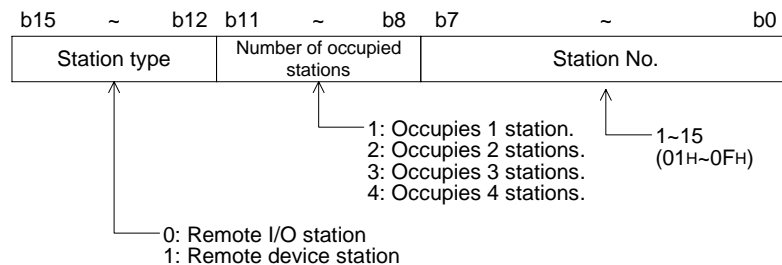 b15 ~ b12 b11 ~ b8 b7 ~ b0
Station type
Number of occupied
stations
Station No.
1: Occupies 1 station.
2: Occupies 2 stations.
3: Occupies 3 stations.
4: Occupies 4 stations.
1~15
(01H~0FH)
0: Remote I/O station
1: Remote device station